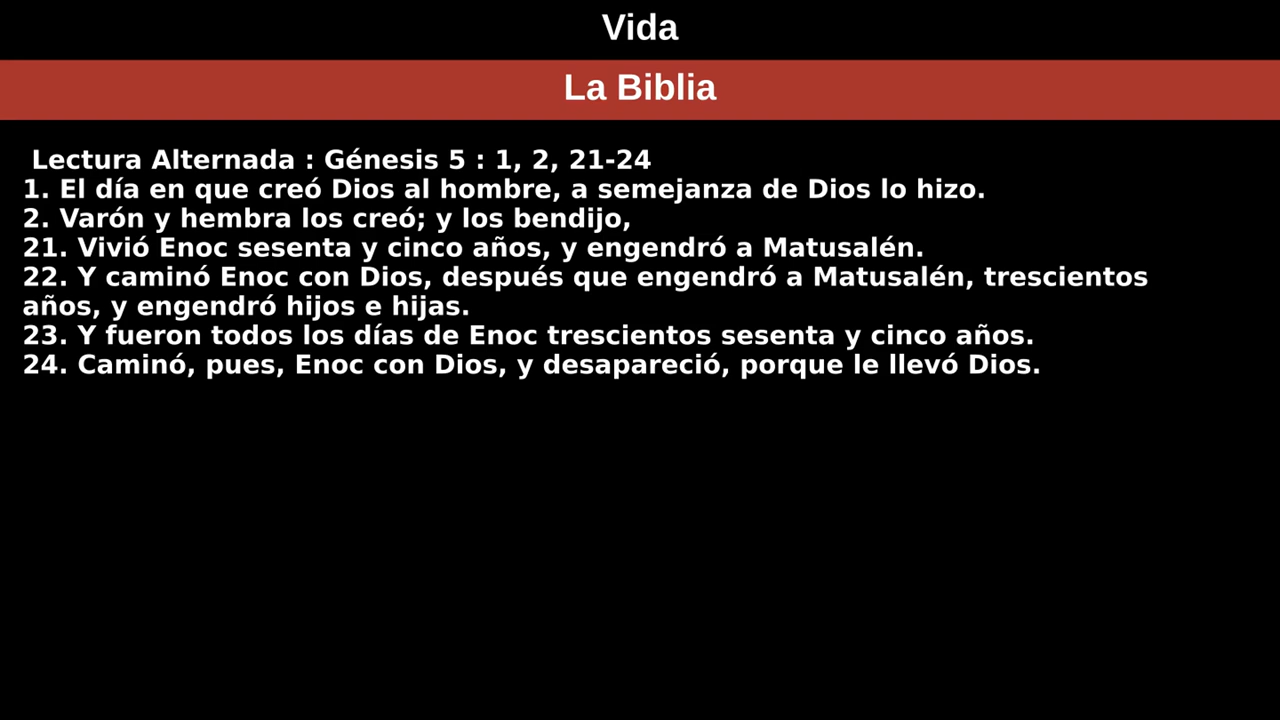 Vida
La Biblia
Lectura Alternada : Génesis 5 : 1, 2, 21-24
1. El día en que creó Dios al hombre, a semejanza de Dios lo hizo.
2. Varón y hembra los creó; y los bendijo,
21. Vivió Enoc sesenta y cinco años, y engendró a Matusalén.
22. Y caminó Enoc con Dios, después que engendró a Matusalén, trescientos
años, y engendró hijos e hijas.
23. Y fueron todos los días de Enoc trescientos sesenta y cinco años.
24. Caminó, pues, Enoc con Dios, y desapareció, porque le llevó Dios.